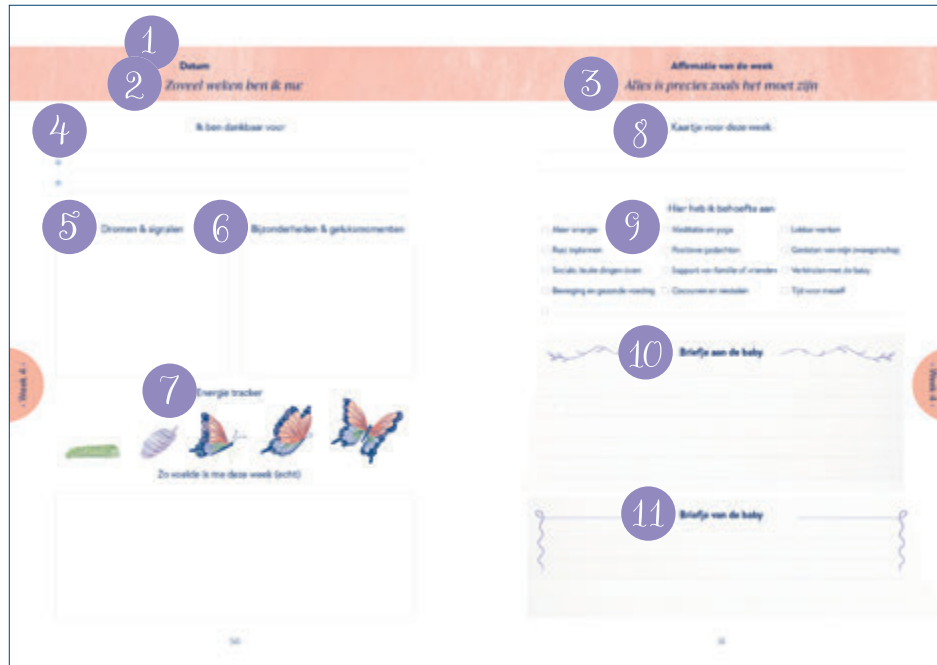 1
Datum
2
Zoveel weken ben ik nu
4
Ik ben dankbaar voor
5
Dromen & signalen
6
Bijzonderheden & geluksmomenten
7
Energie tracker
Zo voelde ik me deze week (echt)
‹ Week 4 ›
3
Affirmatie van de week
Alles is precies zoals het moet zijn
8
Kaartje voor deze week
9
Hier heb ik behoefte aan
Meer energie
Meditatie en yoga
Lekker werken
Rust inplannen
Positieve gedachten
Genieten van mijn zwangerschap
Sociale, leuke dingen doen
Support van familie of vrienden
Verbinden met de baby
Beweging en gezonde voeding
Cocoonen en nestelen
Tijd voor mezelf
10
Briefje aan de baby
11
Briefje van de baby
‹ Week 4 ›